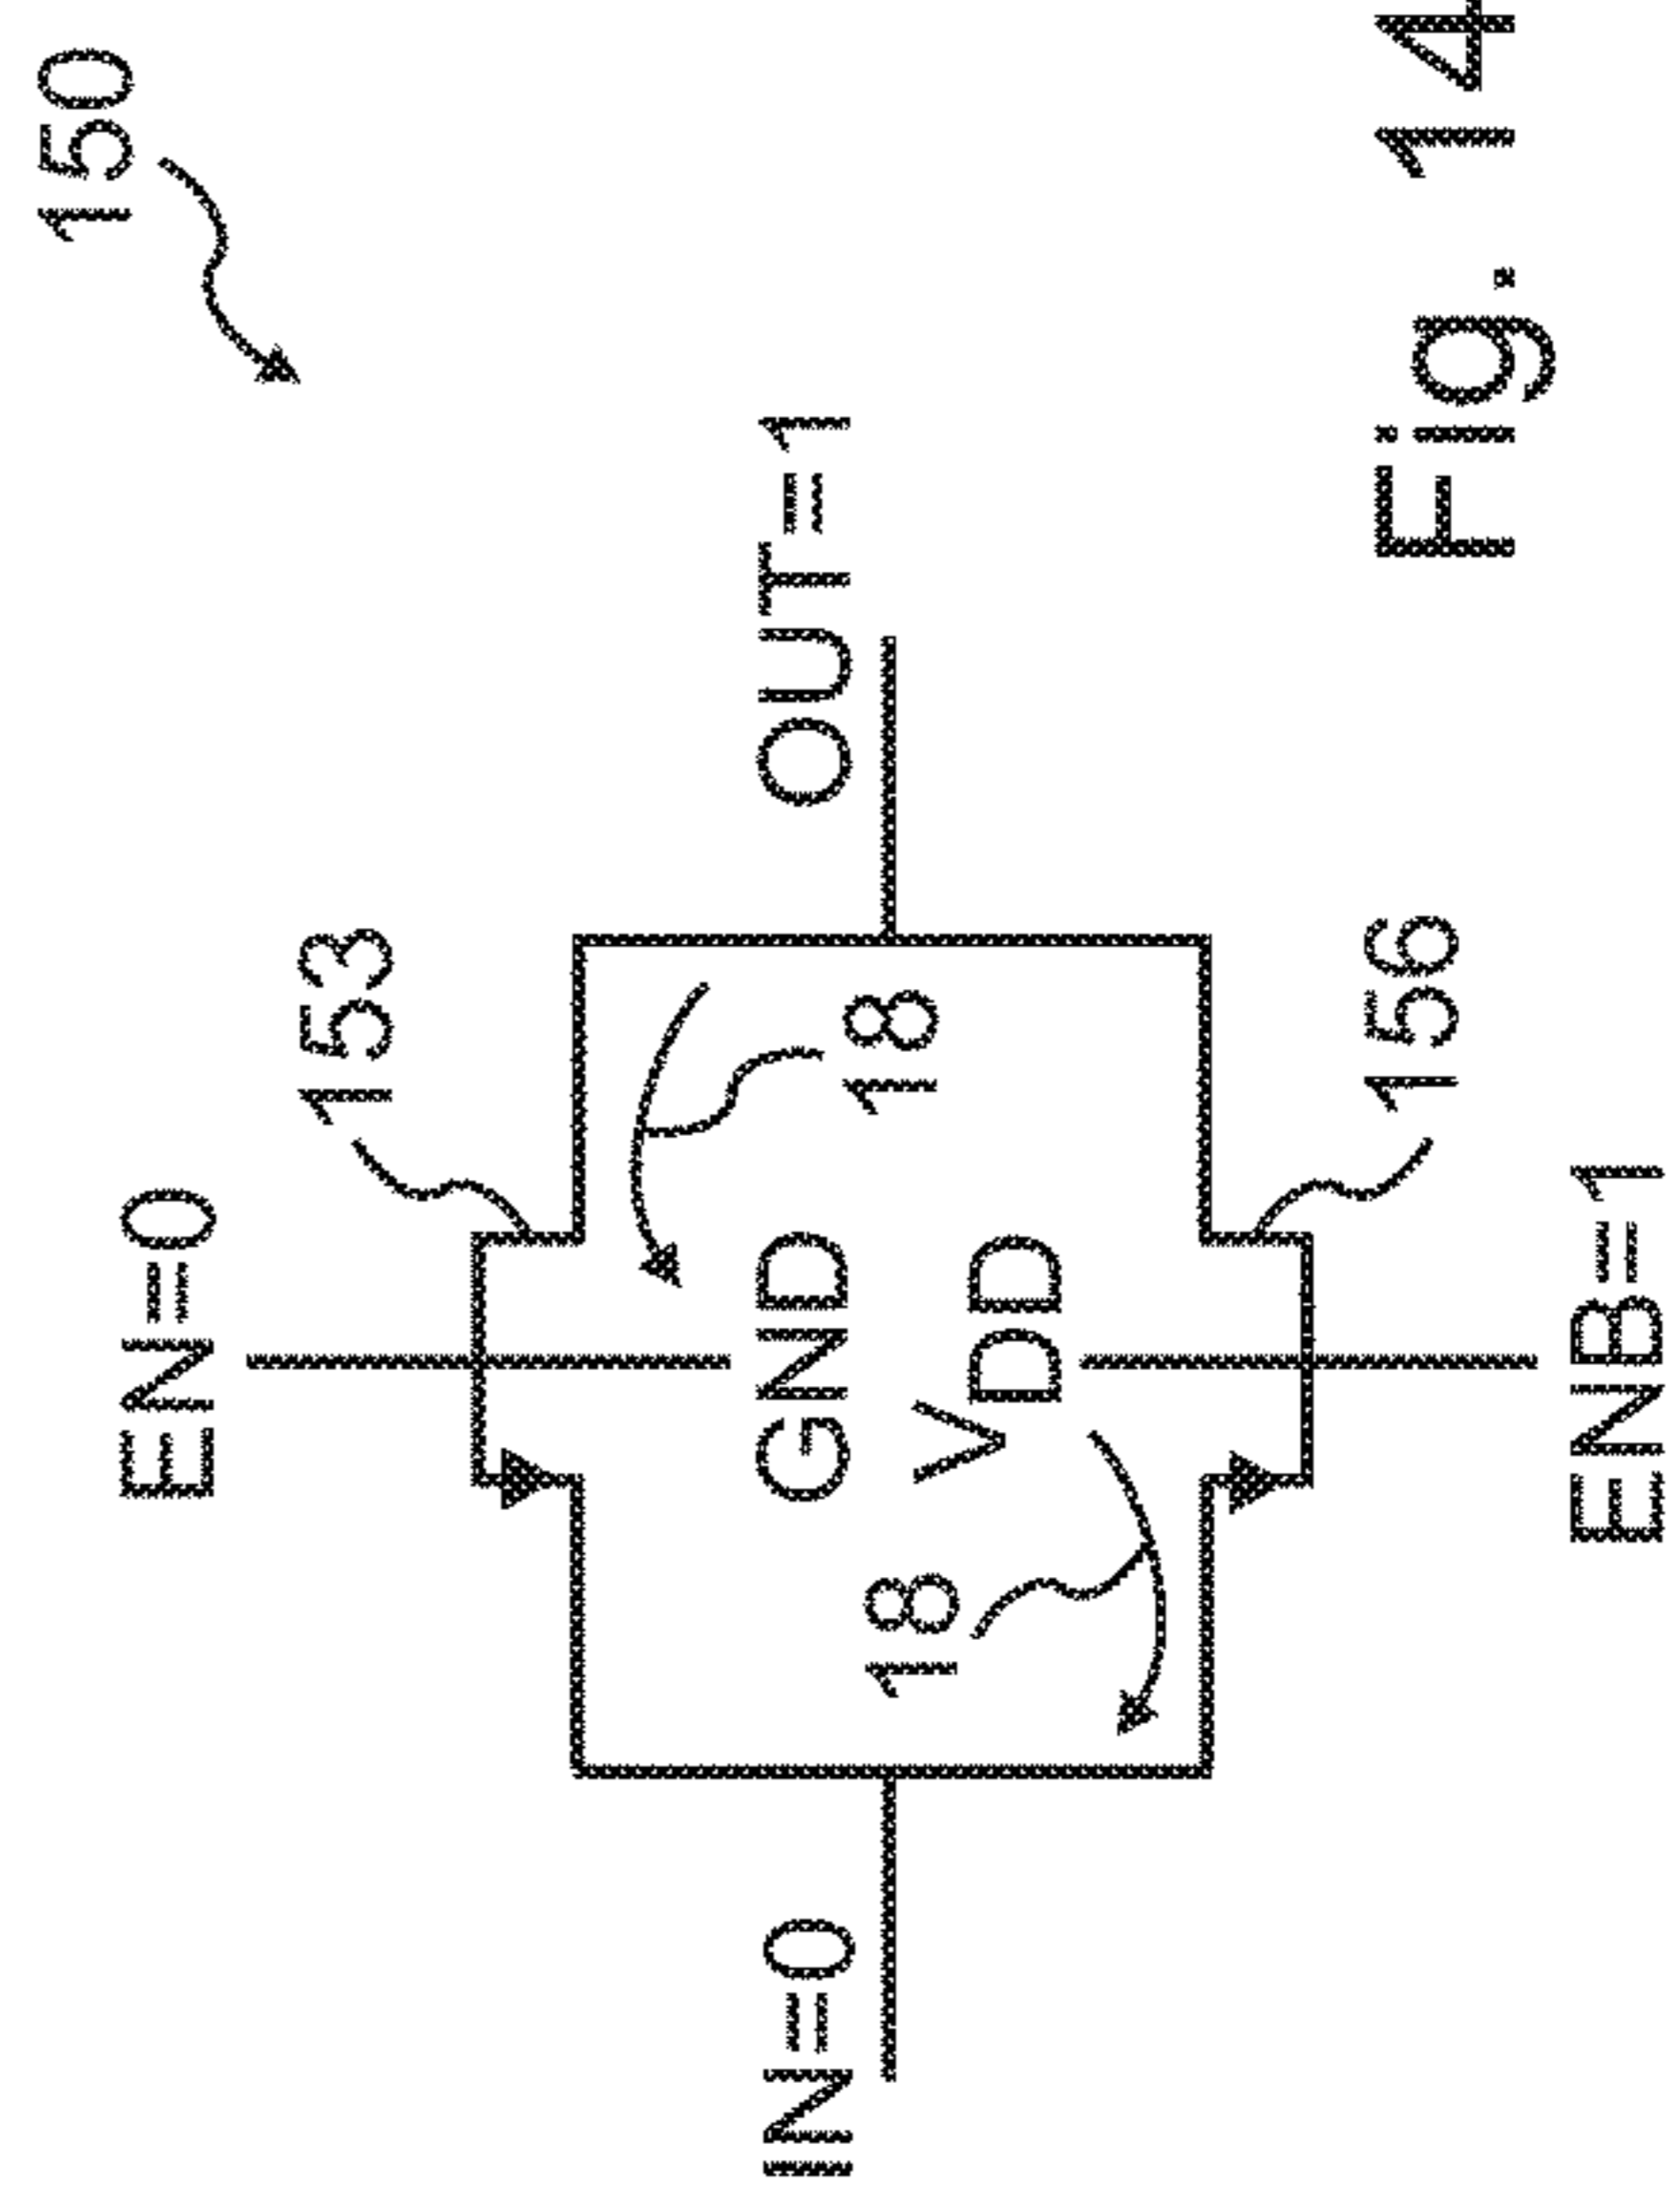 150
EN=0
153
18
OUT=1
GND
VDD
18
IN=0
156
ENB=1
Fig. 14